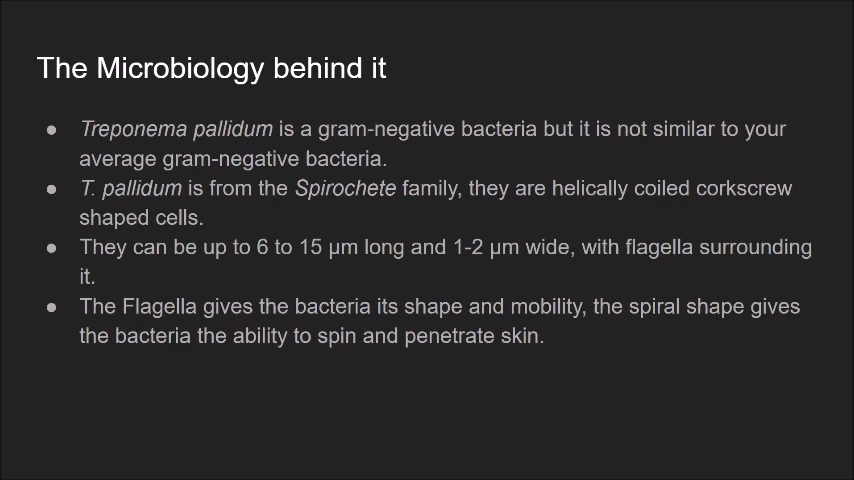 The Microbiology behind it
● Treponema pallidum is a gram-negative bacteria but it is not similar to your
average gram-negative bacteria.
● T. pallidum is from the Spirochete family, they are helically coiled corkscrew
shaped cells.
● They can be up to 6 to 15 μm long and 1-2 μm wide, with flagella surrounding
it.
● The Flagella gives the bacteria its shape and mobility, the spiral shape gives
the bacteria the ability to spin and penetrate skin.